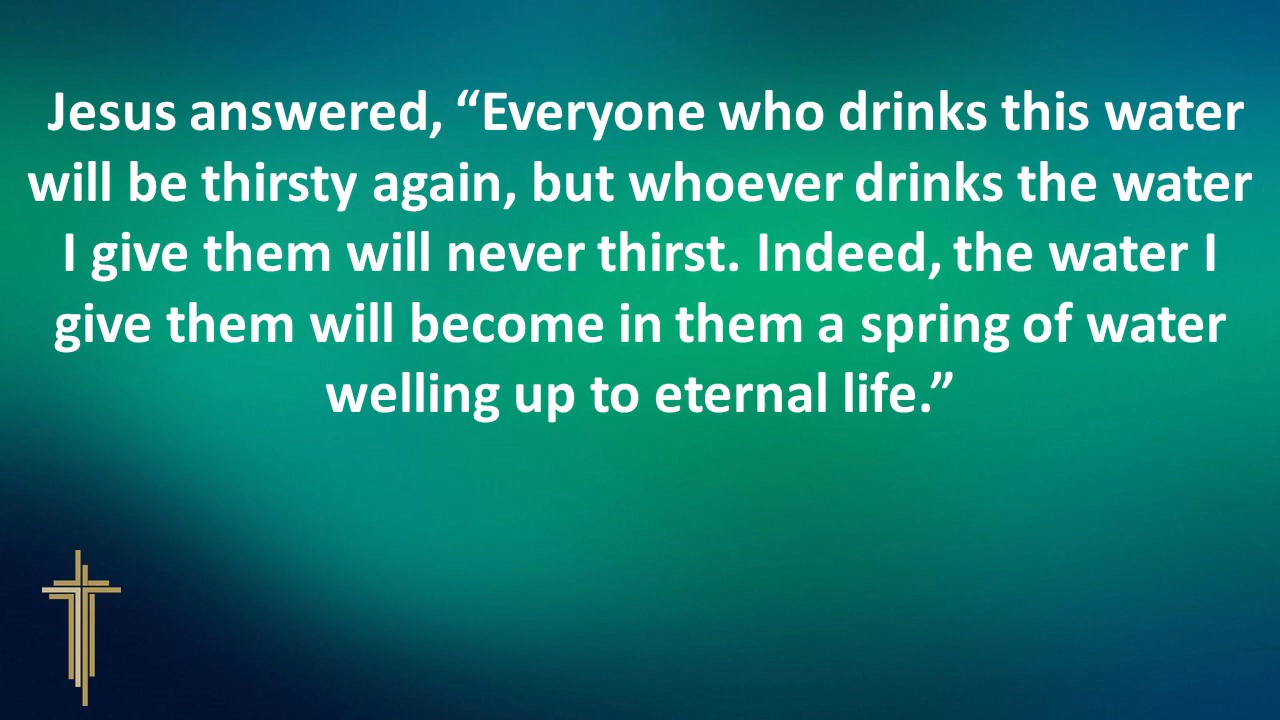 Jesus answered, “Everyone who drinks this water
will be thirsty again, but whoever drinks the water
I give them will never thirst. Indeed, the water I
give them will become in them a spring of water
welling up to eternal life.”